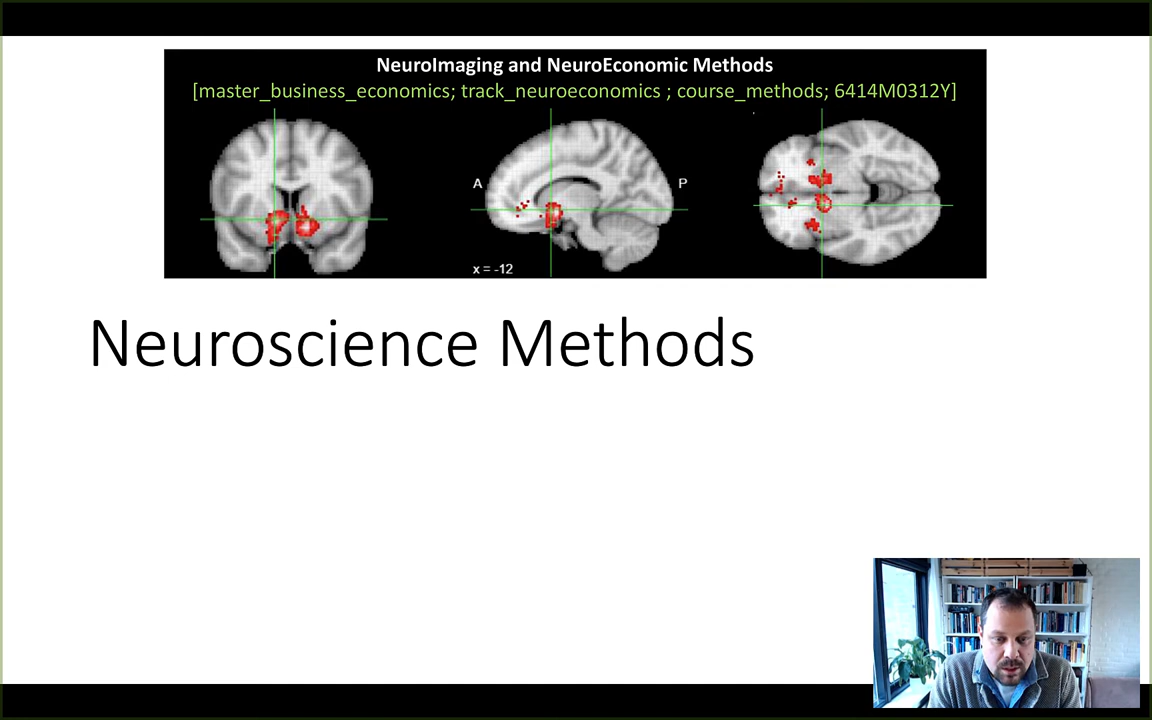 NeuroImaging and NeuroEconomic Methods
[master_business_economics; track_neuroeconomics ; course_methods; 6414M0312Y]
A
P
x = -12
Neuroscience Methods